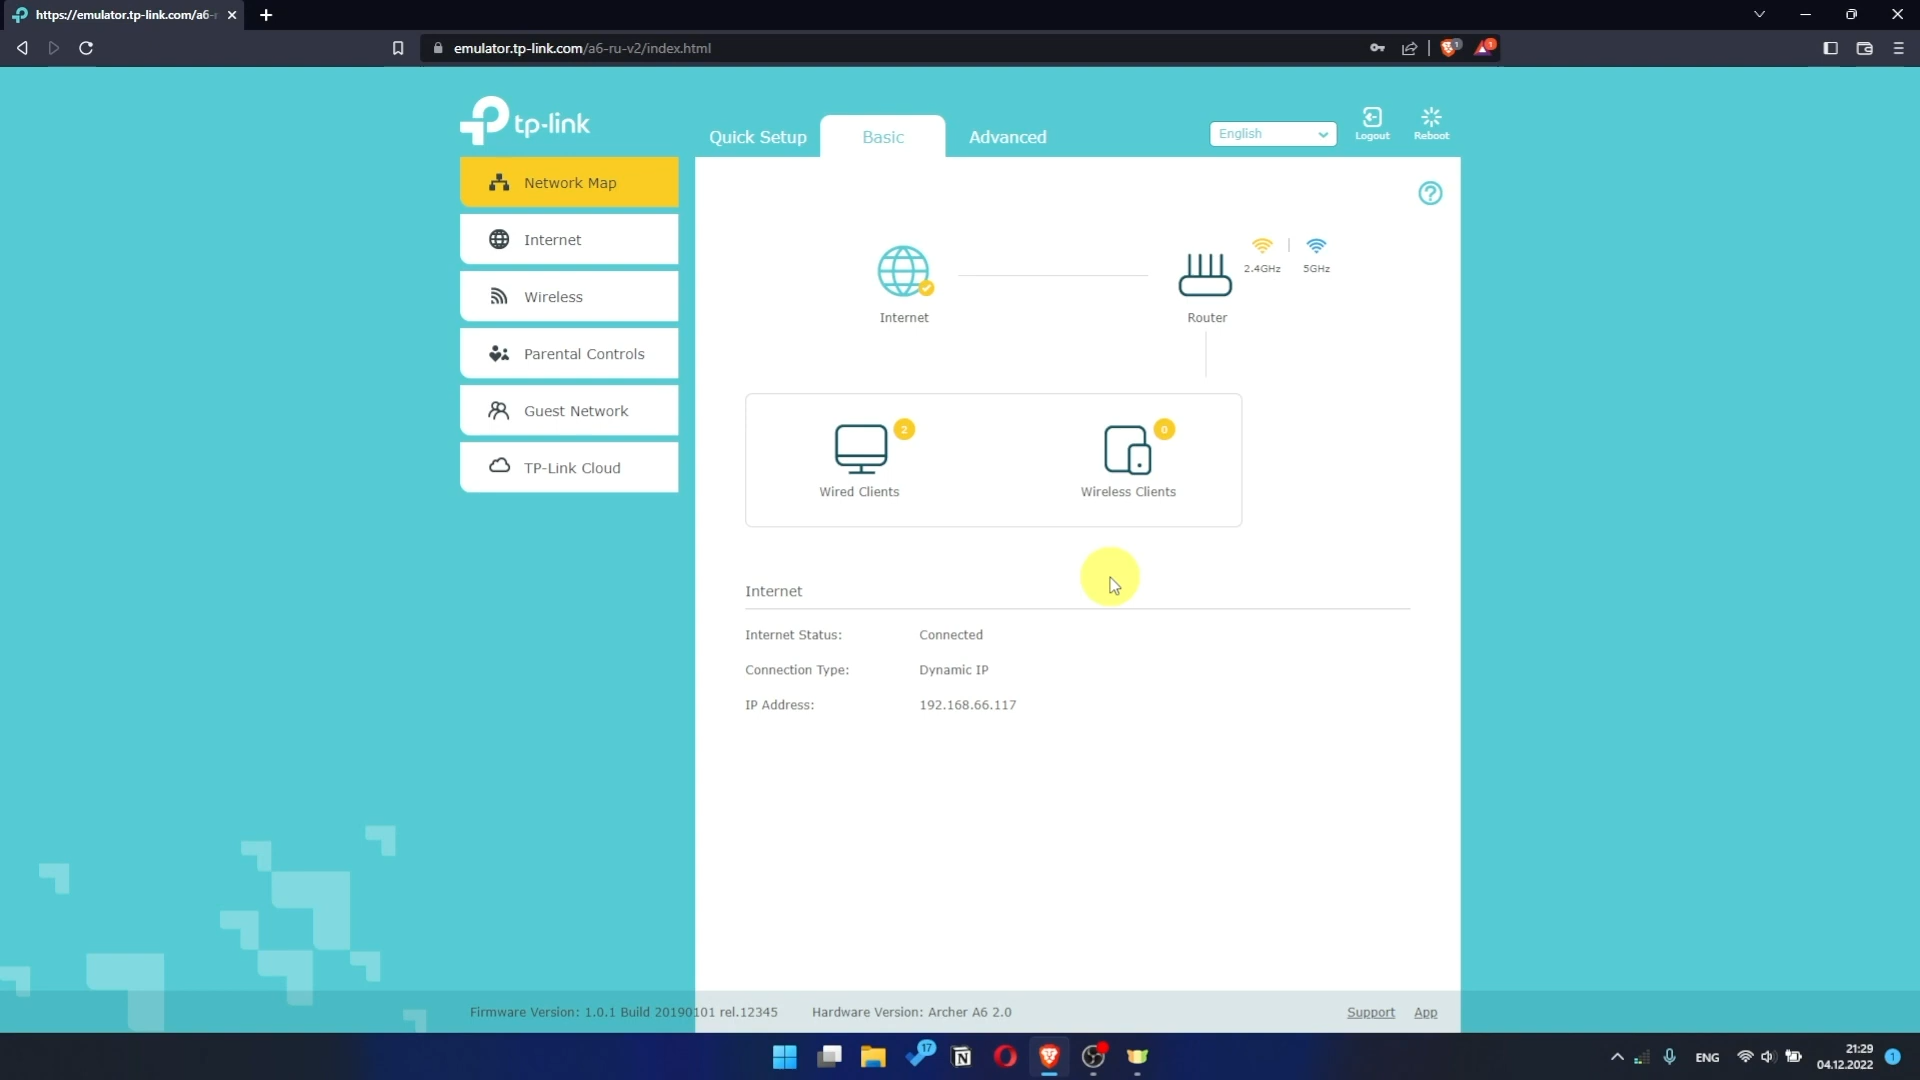 https://emulator.tp-link.com/a6-
emulator.tp-link.com/a6-ru-v2/index.html
1
1
tp-link
Quick Setup
Basic
Advanced
English
Logout
Reboot
Network Map
Internet
Wireless
Parental Controls
Guest Network
TP-Link Cloud
?
2.4GHz
5GHz
Internet
Router
2
0
Wired Clients
Wireless Clients
Internet
Internet Status: Connected
Connection Type: Dynamic IP
IP Address: 192.168.66.117
Firmware Version: 1.0.1 Build 20190101 rel.12345 Hardware Version: Archer A6 2.0
Support
App
17
N
ENG
21:29
04.12.2022
1